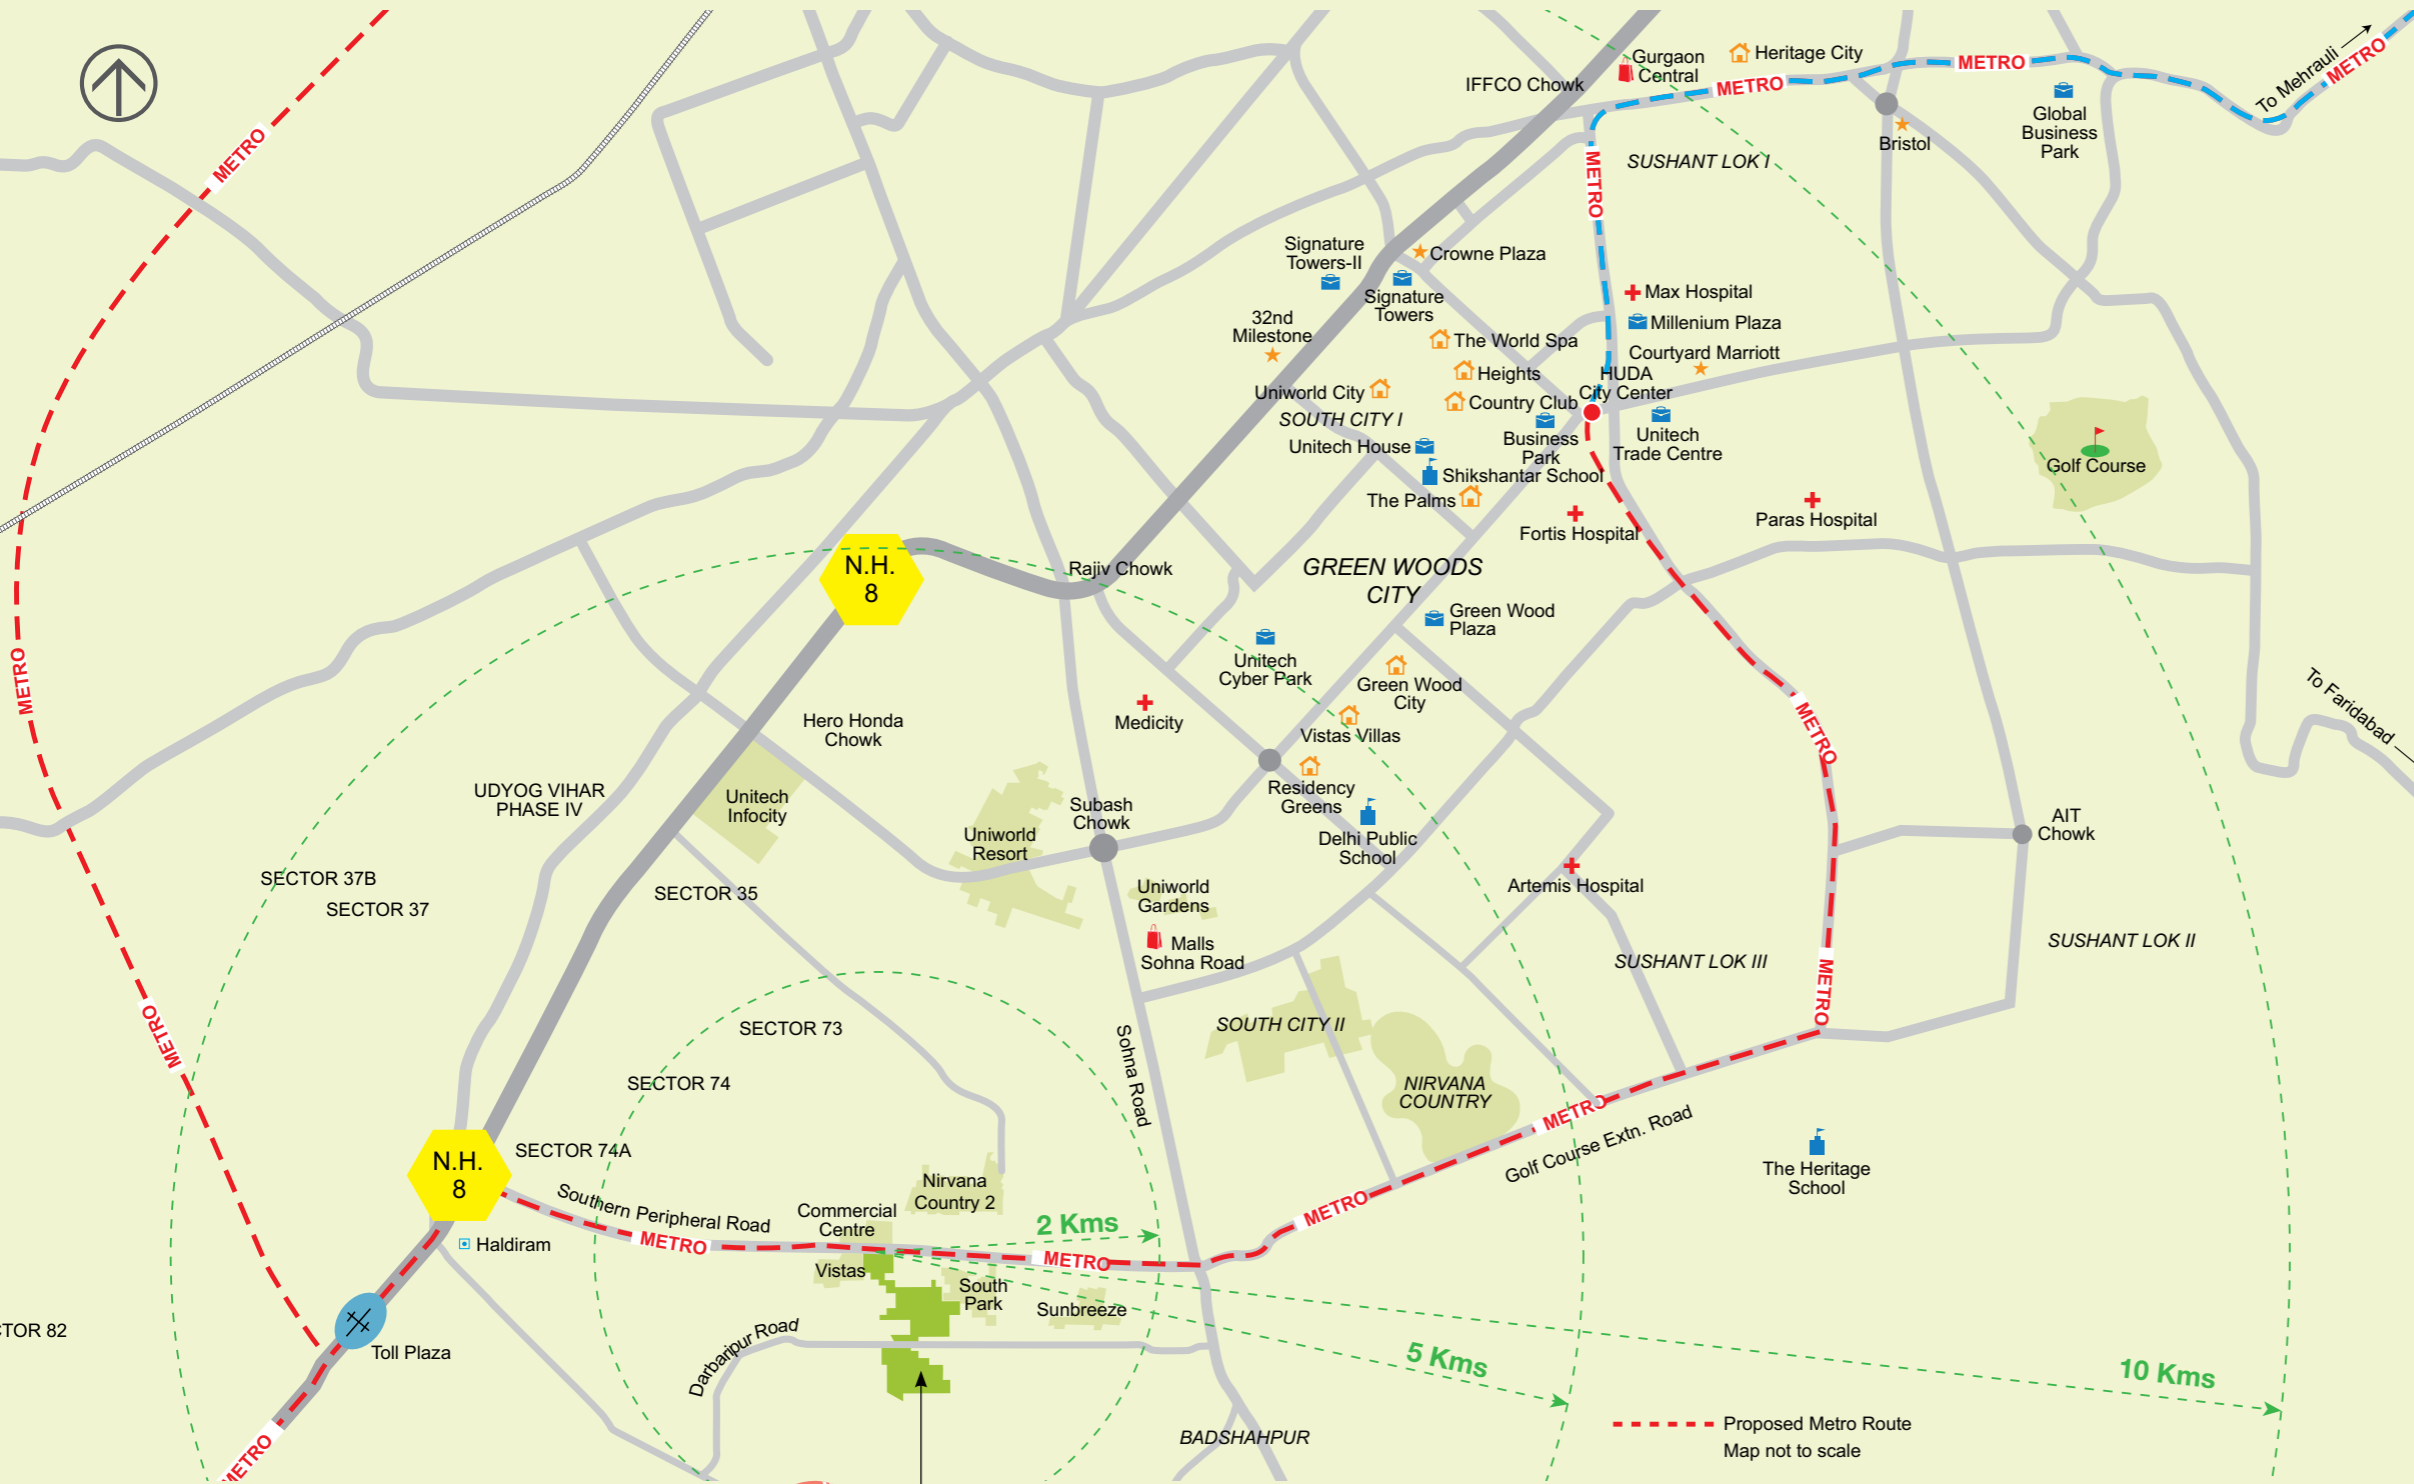 METRO
IFFCO Chowk
Gurgaon
Central
Heritage City
METRO
METRO
To Mehrauli
METRO
Global
Business
Park
Bristol
SUSHANT LOK I
METRO
Signature
Towers-II
Crowne Plaza
Signature
Towers
32nd
Milestone
Max Hospital
Millenium Plaza
The World Spa
Courtyard Marriott
Heights
HUDA
City Center
Uniworld City
Country Club
SOUTH CITY I
Unitech House
Business
Park
Unitech
Trade Centre
Shikshantar School
The Palms
Golf Course
Fortis Hospital
Paras Hospital
N.H.
8
Rajiv Chowk
GREEN WOODS
CITY
Green Wood
Plaza
Unitech
Cyber Park
Green Wood
City
METRO
Medicity
Vistas Villas
METRO
To Faridabad
Hero Honda
Chowk
UDYOG VIHAR
PHASE IV
Unitech
Infocity
Residency
Greens
Subash
Chowk
Uniworld
Resort
Delhi Public
School
AIT
Chowk
SECTOR 37B
SECTOR 37
SECTOR 35
Uniworld
Gardens
Artemis Hospital
Malls
Sohna Road
SUSHANT LOK III
SUSHANT LOK II
METRO
METRO
METRO
SECTOR 73
SOUTH CITY II
Sohna Road
SECTOR 74
NIRVANA
COUNTRY
METRO
Golf Course Extn. Road
SECTOR 74A
N.H.
8
The Heritage
School
Southern Peripheral Road
Nirvana
Country 2
Commercial
Centre
2 Kms
METRO
Haldiram
METRO
METRO
Vistas
South
Park
Sunbreeze
CTOR 82
Toll Plaza
Darbaripur Road
5 Kms
10 Kms
METRO
BADSHAHPUR
Proposed Metro Route
Map not to scale